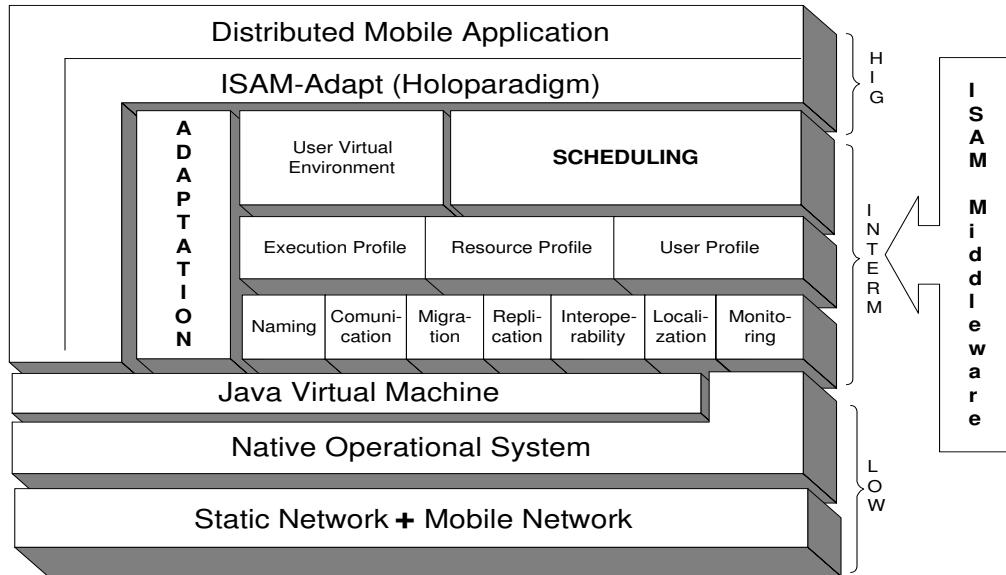 Distributed Mobile Application
ISAM-Adapt (Holoparadigm)
ADAPTATION
User Virtual
Environment
SCHEDULING
Execution Profile
Resource Profile
User Profile
Naming
Comuni-
cation
Migra-
tion
Repli-
cation
Interope-
rability
Locali-
zation
Monito-
ring
Java Virtual Machine
Native Operational System
Static Network + Mobile Network
HIG
INTERM
LOW
ISAM Middleware